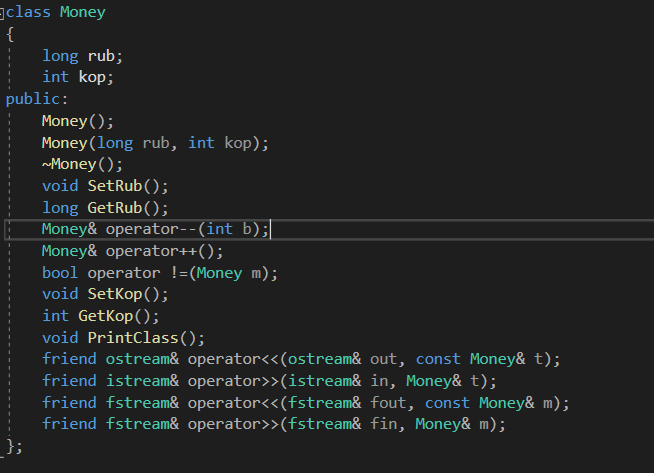 class Money
{
long rub;
int kop;
public:
Money();
Money(long rub, int kop);
~Money();
void SetRub();
long GetRub();
Money& operator--(int b);
Money& operator++();
bool operator !=(Money m);
void SetKop();
int GetKop();
void PrintClass();
friend ostream& operator<<(ostream& out, const Money& t);
friend istream& operator>>(istream& in, Money& t);
friend fstream& operator<<(fstream& fout, const Money& m);
friend fstream& operator>>(fstream& fin, Money& m);
};